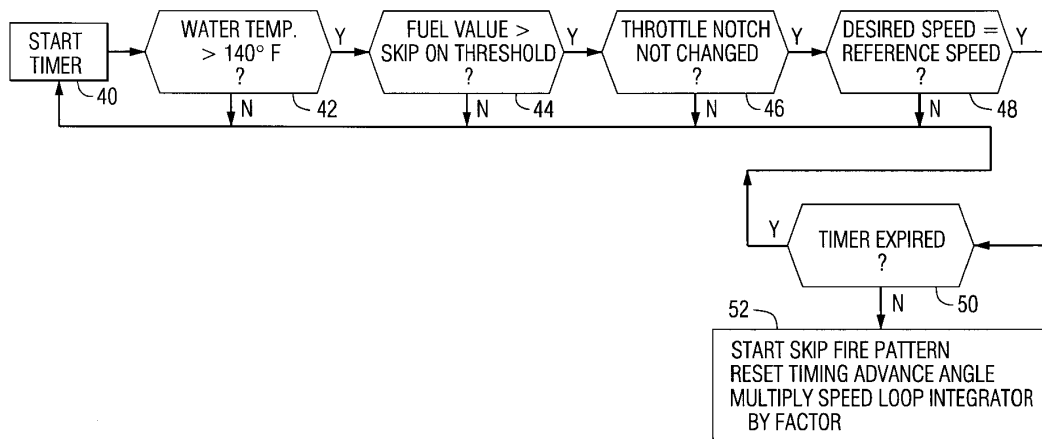 START
TIMER
40
WATER TEMP.
> 140° F
?
Y
N
42
FUEL VALUE >
SKIP ON THRESHOLD
?
Y
N
44
THROTTLE NOTCH
NOT CHANGED
?
Y
N
46
DESIRED SPEED =
REFERENCE SPEED
?
Y
N
48
TIMER EXPIRED
?
Y
N
50
52
START SKIP FIRE PATTERN
RESET TIMING ADVANCE ANGLE
MULTIPLY SPEED LOOP INTEGRATOR
BY FACTOR